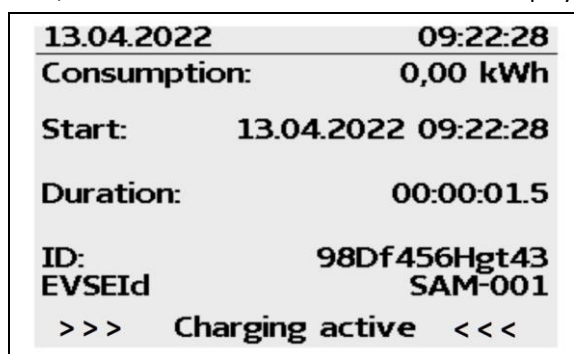 13.04.2022 09:22:28
Consumption: 0,00 kWh
Start: 13.04.2022 09:22:28
Duration: 00:00:01.5
ID: 98Df456Hgt43
EVSEId SAM-001
>>> Charging active <<<